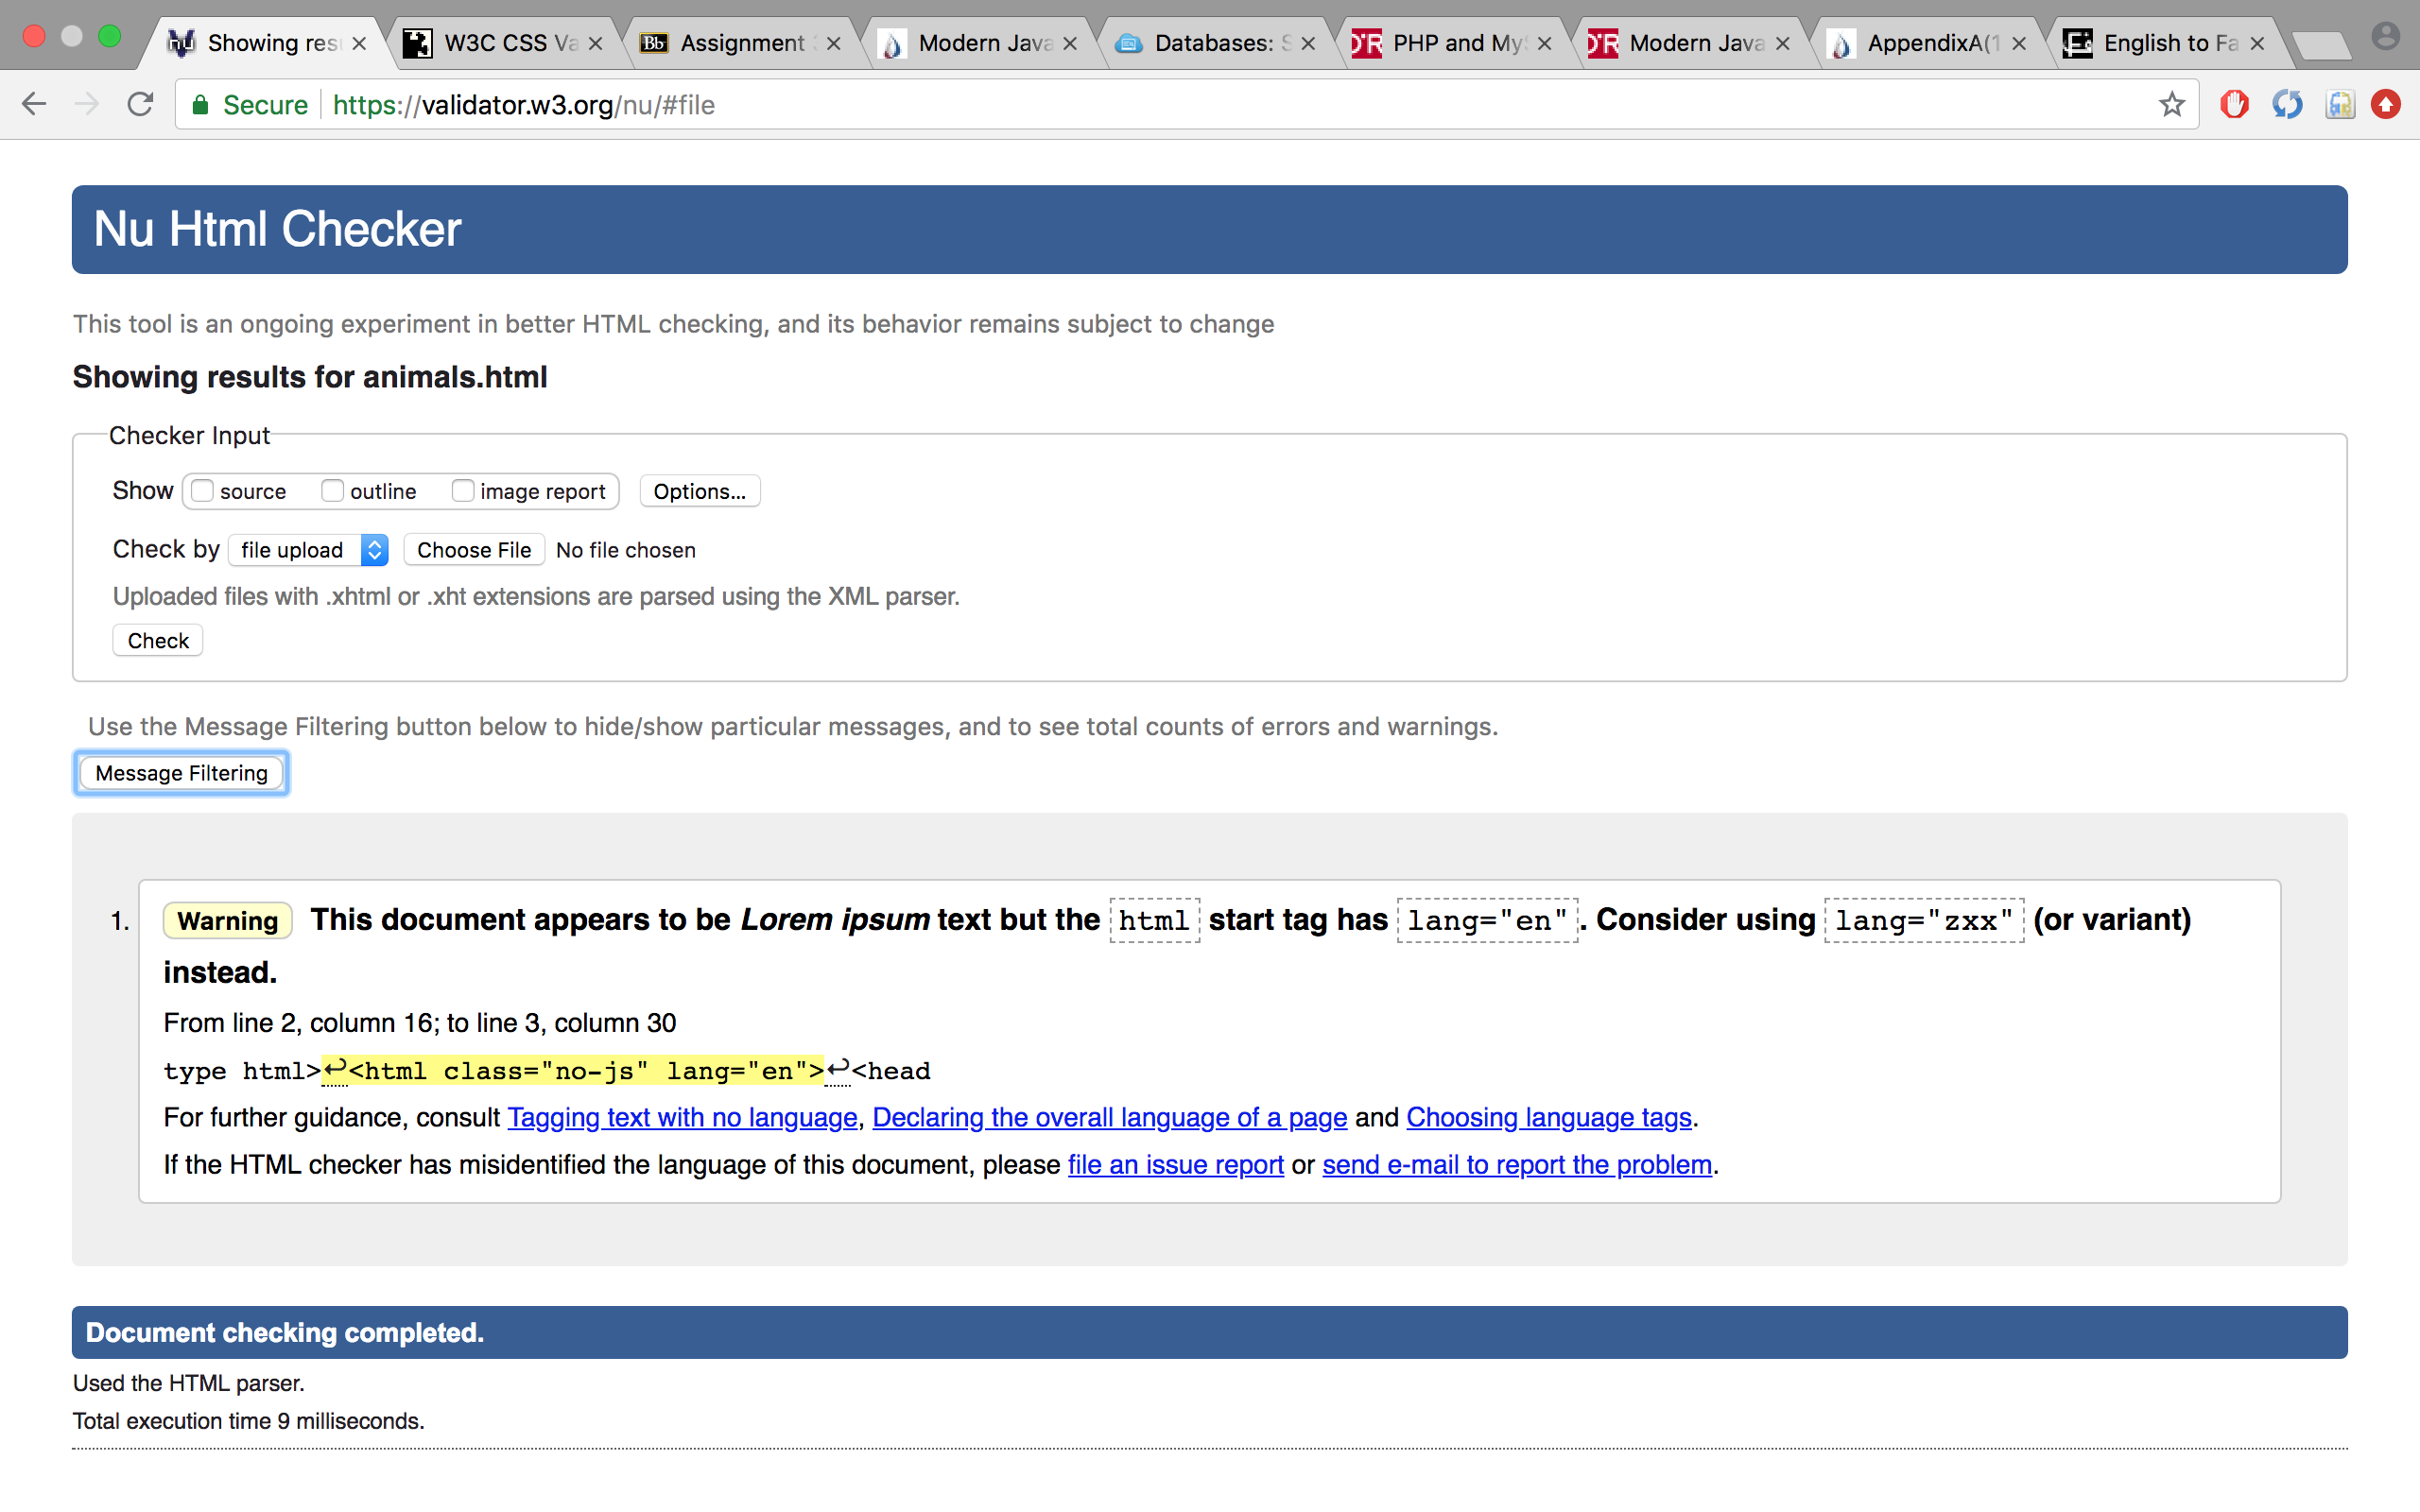 Showing res
W3C CSS Va
Assignment
Modern Java
Databases: S
PHP and My
Modern Java
AppendixA(1
English to Fa
Secure https://validator.w3.org/nu/#file
Nu Html Checker
This tool is an ongoing experiment in better HTML checking, and its behavior remains subject to change
Showing results for animals.html
Checker Input
Show source outline image report Options...
Check by file upload Choose File No file chosen
Uploaded files with .xhtml or .xht extensions are parsed using the XML parser.
Check
Use the Message Filtering button below to hide/show particular messages, and to see total counts of errors and warnings.
Message Filtering
1. Warning This document appears to be Lorem ipsum text but the html start tag has lang="en". Consider using lang="zxx" (or variant)
instead.
From line 2, column 16; to line 3, column 30
type html>↩<html class="no-js" lang="en">↩<head
For further guidance, consult Tagging text with no language, Declaring the overall language of a page and Choosing language tags.
If the HTML checker has misidentified the language of this document, please file an issue report or send e-mail to report the problem.
Document checking completed.
Used the HTML parser.
Total execution time 9 milliseconds.